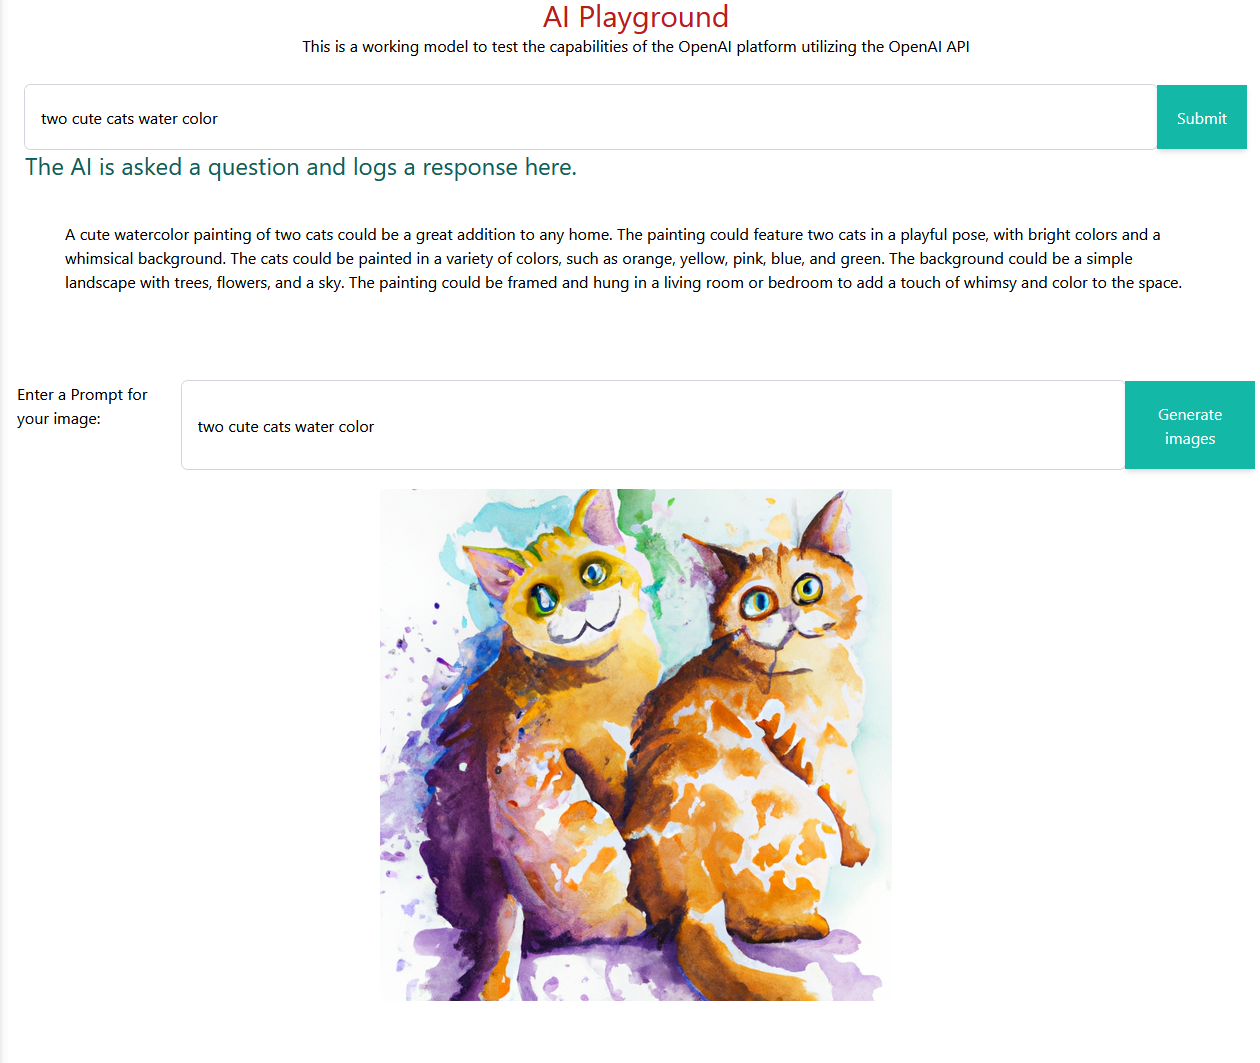 AI Playground
This is a working model to test the capabilities of the OpenAI platform utilizing the OpenAI API
two cute cats water color
Submit
The AI is asked a question and logs a response here.
A cute watercolor painting of two cats could be a great addition to any home. The painting could feature two cats in a playful pose, with bright colors and a
whimsical background. The cats could be painted in a variety of colors, such as orange, yellow, pink, blue, and green. The background could be a simple
landscape with trees, flowers, and a sky. The painting could be framed and hung in a living room or bedroom to add a touch of whimsy and color to the space.
Enter a Prompt for
your image:
two cute cats water color
Generate
images